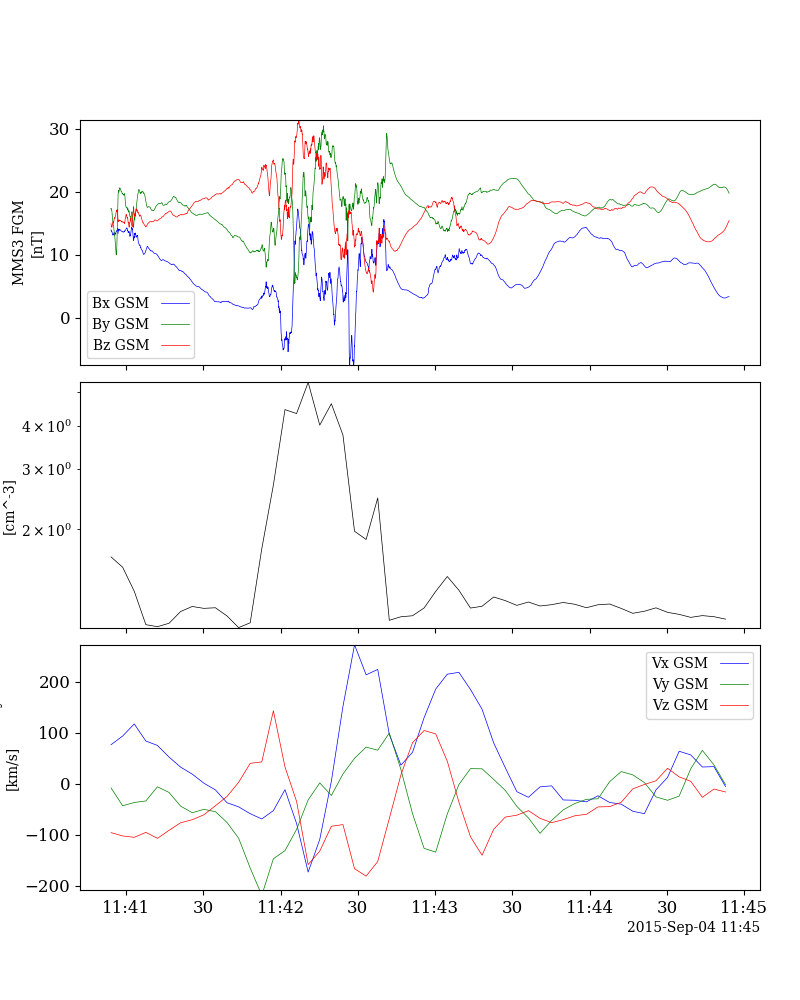 30
20
10
0
MMS3 FGM
[nT]
Bx GSM
By GSM
Bz GSM
4 × 10⁰
3 × 10⁰
2 × 10⁰
[cm^-3]
200
100
0
−100
−200
[km/s]
Vx GSM
Vy GSM
Vz GSM
11:41 30 11:42 30 11:43 30 11:44 30 11:45
2015-Sep-04 11:45